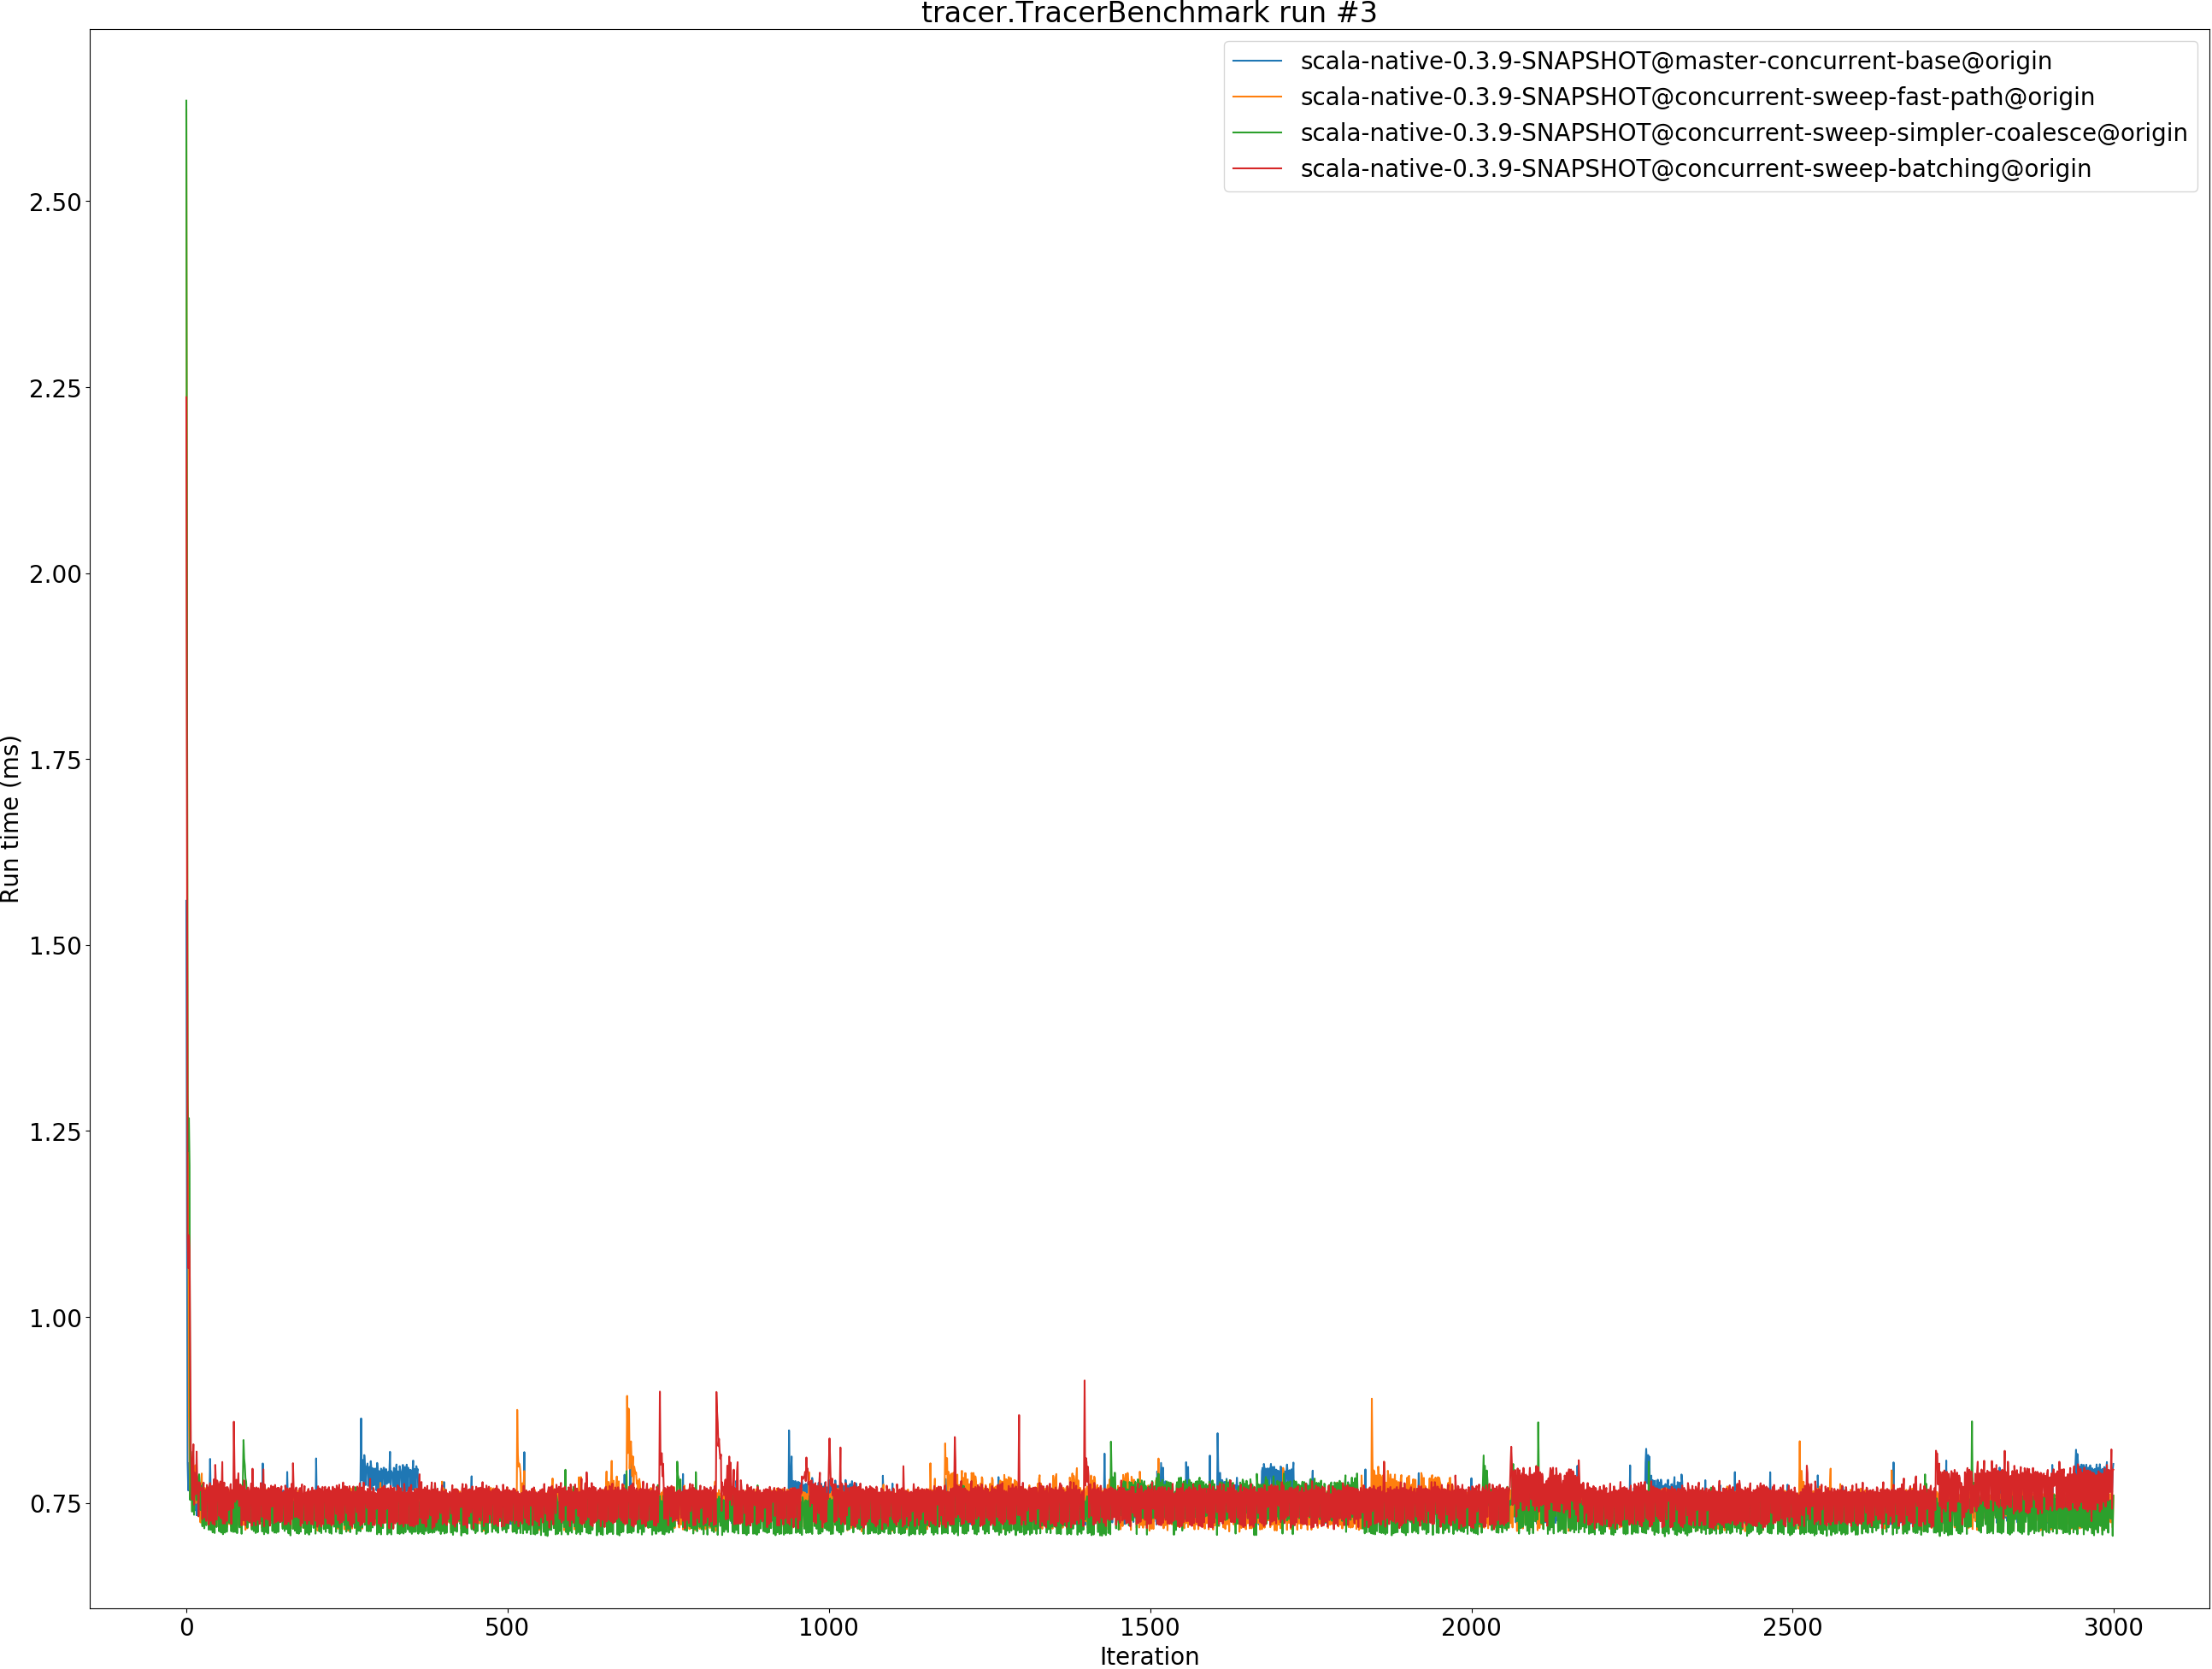 tracer.TracerBenchmark run #3
scala-native-0.3.9-SNAPSHOT@master-concurrent-base@origin
scala-native-0.3.9-SNAPSHOT@concurrent-sweep-fast-path@origin
scala-native-0.3.9-SNAPSHOT@concurrent-sweep-simpler-coalesce@origin
scala-native-0.3.9-SNAPSHOT@concurrent-sweep-batching@origin
Run time (ms)
2.50
2.25
2.00
1.75
1.50
1.25
1.00
0.75
0 500 1000 1500 2000 2500 3000
Iteration